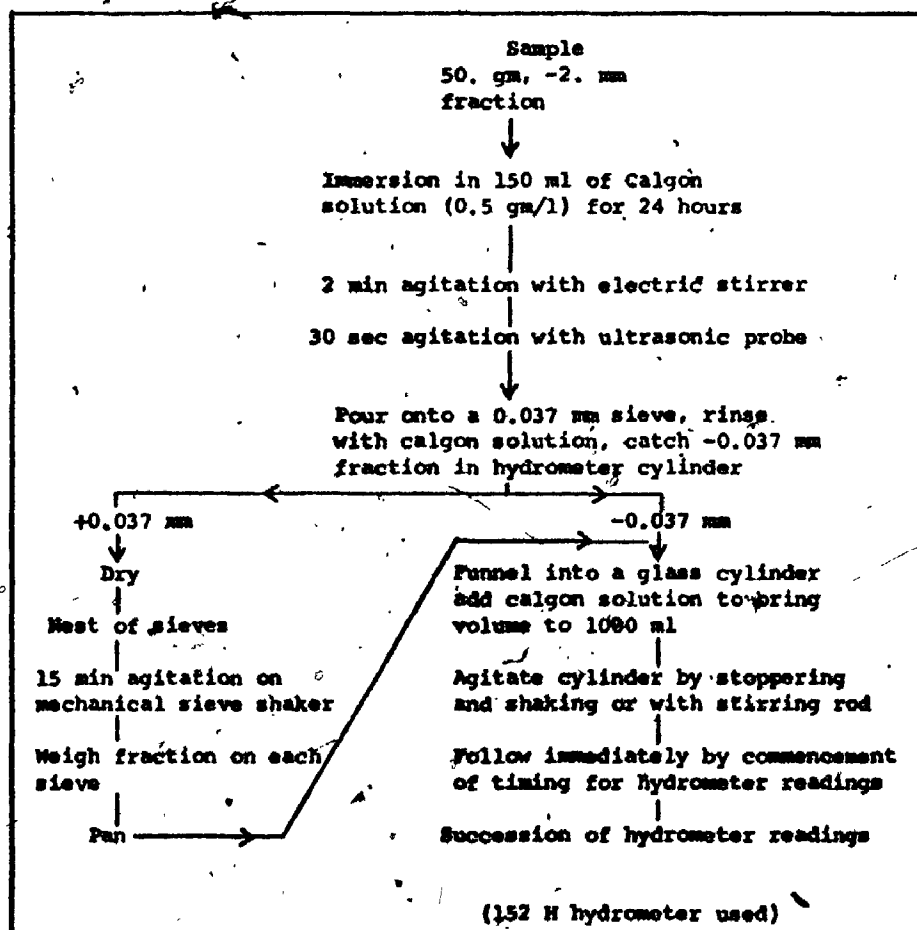 Sample
50. gm, -2. mm
fraction
Immersion in 150 ml of Calgon
solution (0.5 gm/l) for 24 hours
2 min agitation with electric stirrer
30 sec agitation with ultrasonic probe
Pour onto a 0.037 mm sieve, rinse
with calgon solution, catch -0.037 mm
fraction in hydrometer cylinder
+0.037 mm
Dry
Nest of sieves
15 min agitation on
mechanical sieve shaker
Weigh fraction on each
sieve
Pan
-0.037 mm
Funnel into a glass cylinder
add calgon solution to bring
volume to 1000 ml
Agitate cylinder by stoppering
and shaking or with stirring rod
Follow immediately by commencement
of timing for hydrometer readings
Succession of hydrometer readings
(152 H hydrometer used)